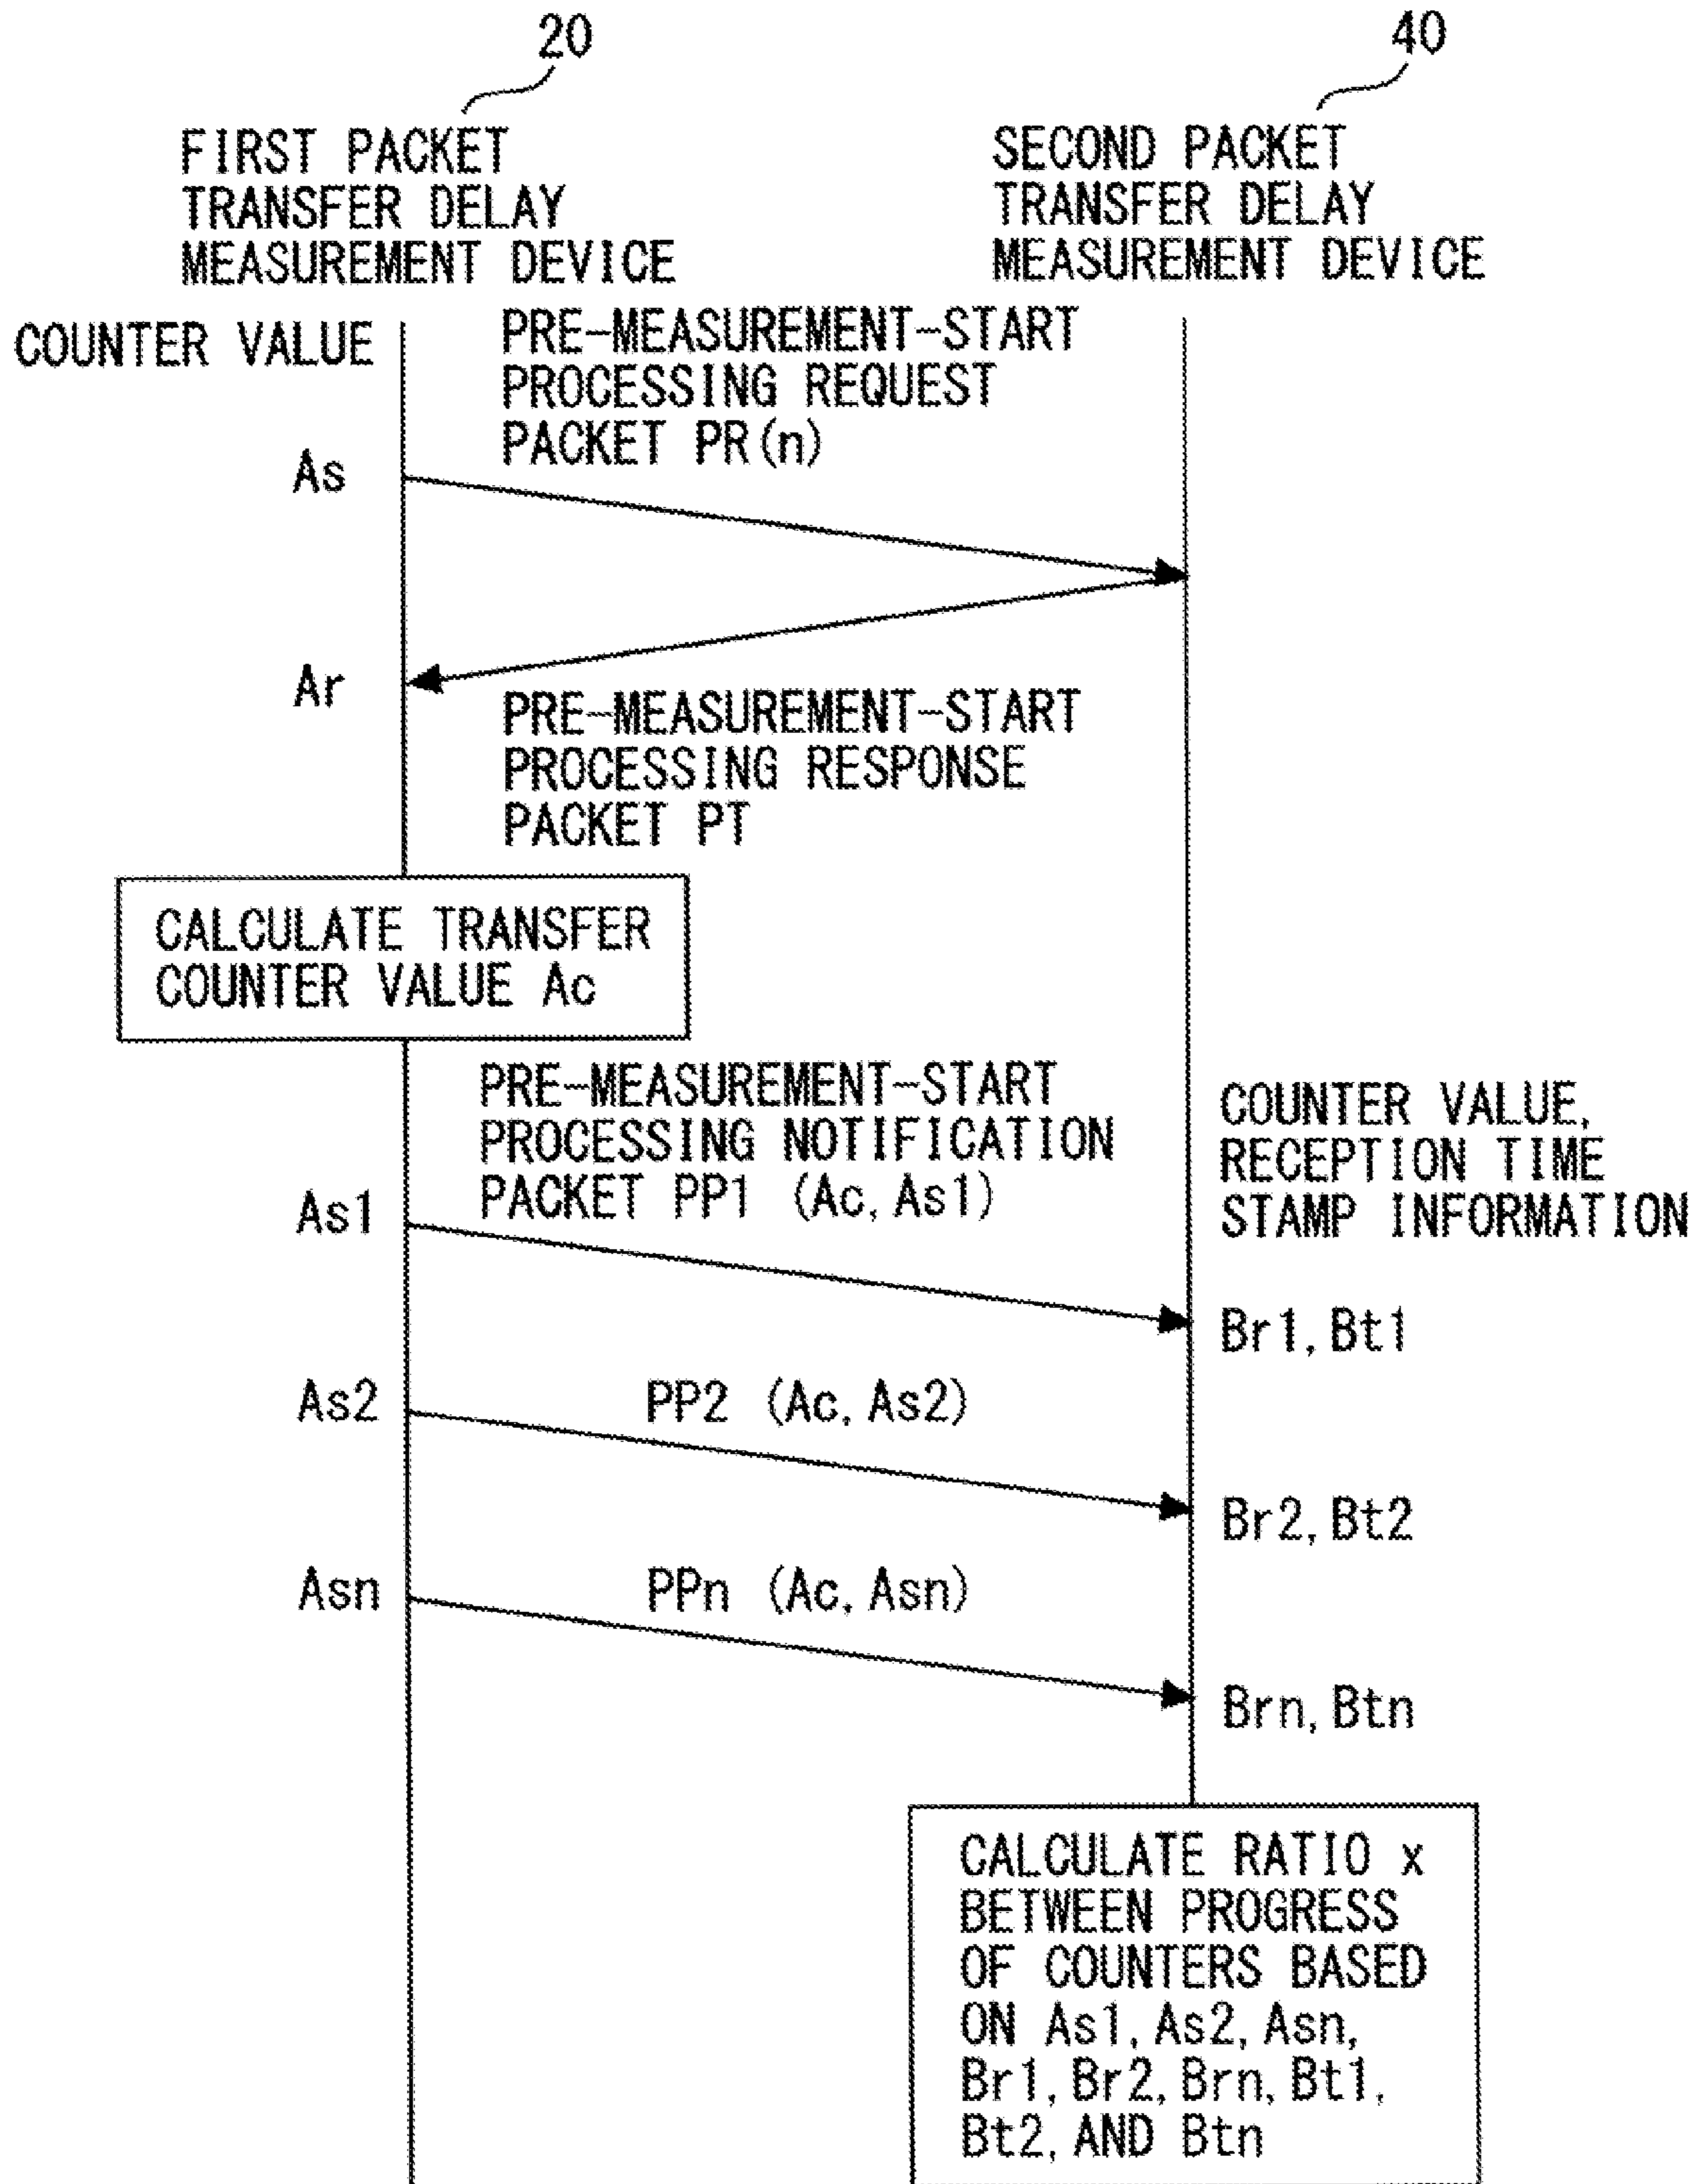 20
40
FIRST PACKET
TRANSFER DELAY
MEASUREMENT DEVICE
SECOND PACKET
TRANSFER DELAY
MEASUREMENT DEVICE
COUNTER VALUE
PRE-MEASUREMENT-START
PROCESSING REQUEST
PACKET PR(n)
As
Ar
PRE-MEASUREMENT-START
PROCESSING RESPONSE
PACKET PT
CALCULATE TRANSFER
COUNTER VALUE Ac
PRE-MEASUREMENT-START
PROCESSING NOTIFICATION
PACKET PP1 (Ac, As1)
COUNTER VALUE,
RECEPTION TIME
STAMP INFORMATION
As1
Br1, Bt1
As2
PP2 (Ac, As2)
Br2, Bt2
Asn
PPn (Ac, Asn)
Brn, Btn
CALCULATE RATIO x
BETWEEN PROGRESS
OF COUNTERS BASED
ON As1, As2, Asn,
Br1, Br2, Brn, Bt1,
Bt2, AND Btn